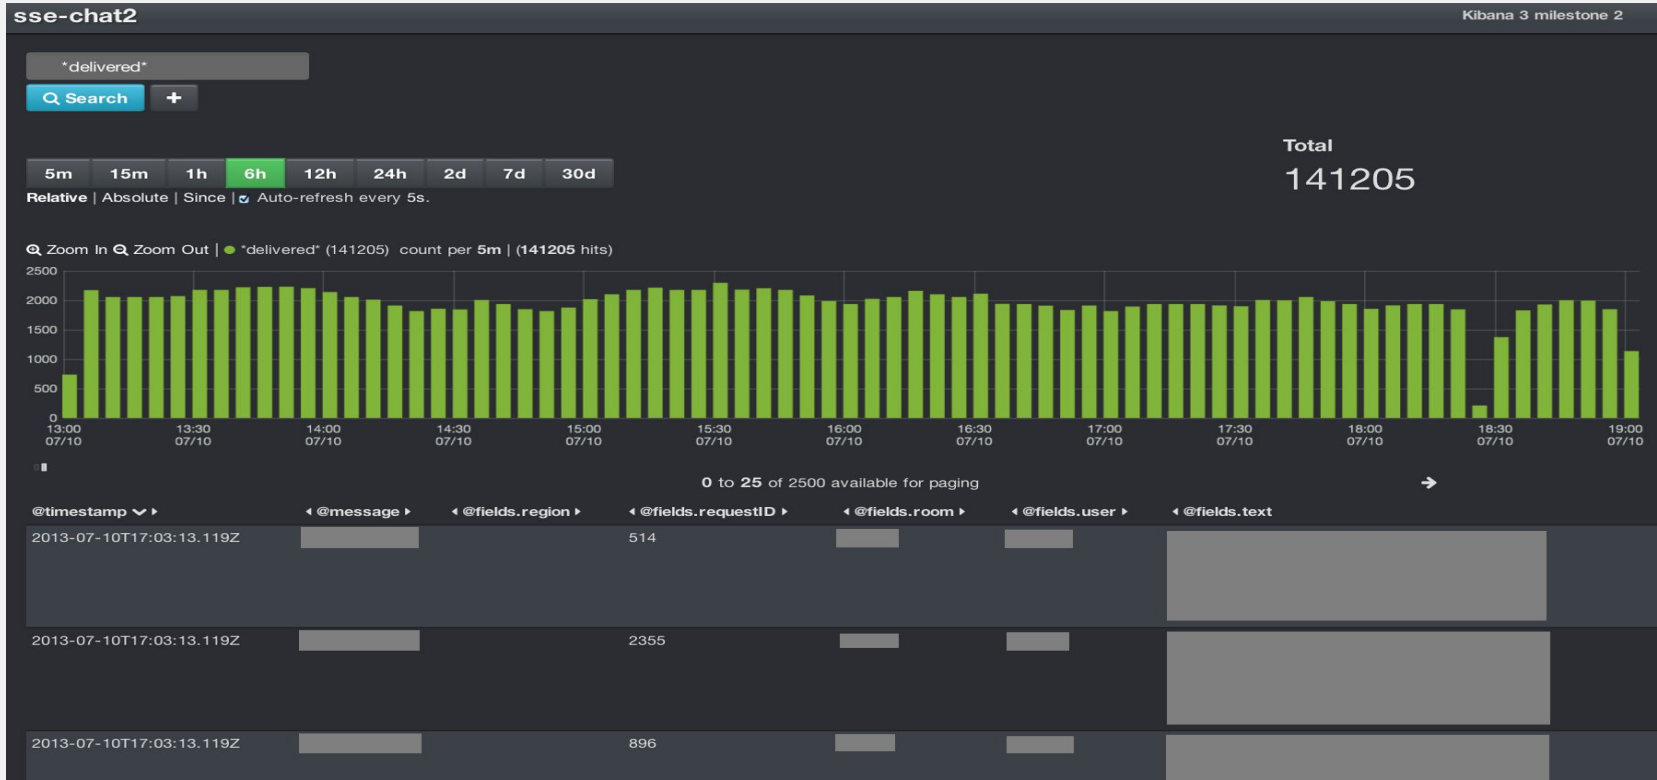 sse-chat2
Kibana 3 milestone 2
*delivered*
Search +
Total
141205
5m 15m 1h 6h 12h 24h 2d 7d 30d
Relative | Absolute | Since | Auto-refresh every 5s.
Zoom In Zoom Out | *delivered* (141205) count per 5m | (141205 hits)
2500
2000
1500
1000
500
0
13:00 13:30 14:00 14:30 15:00 15:30 16:00 16:30 17:00 17:30 18:00 18:30 19:00
07/10 07/10 07/10 07/10 07/10 07/10 07/10 07/10 07/10 07/10 07/10 07/10 07/10
0 to 25 of 2500 available for paging
@timestamp @message @fields.region @fields.requestID @fields.room @fields.user @fields.text
2013-07-10T17:03:13.119Z 514
2013-07-10T17:03:13.119Z 2355
2013-07-10T17:03:13.119Z 896